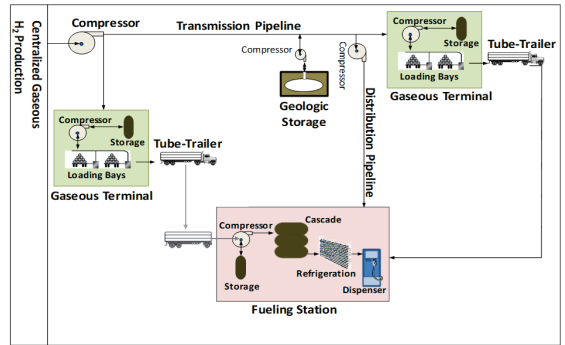 Centralized Gaseous
H2 Production
Compressor
Transmission Pipeline
Compressor
Compressor
Geologic
Storage
Distribution Pipeline
Compressor
Storage
Loading Bays
Gaseous Terminal
Tube-Trailer
Compressor
Storage
Loading Bays
Gaseous Terminal
Tube-Trailer
Compressor
Storage
Cascade
Refrigeration
Dispenser
Fueling Station